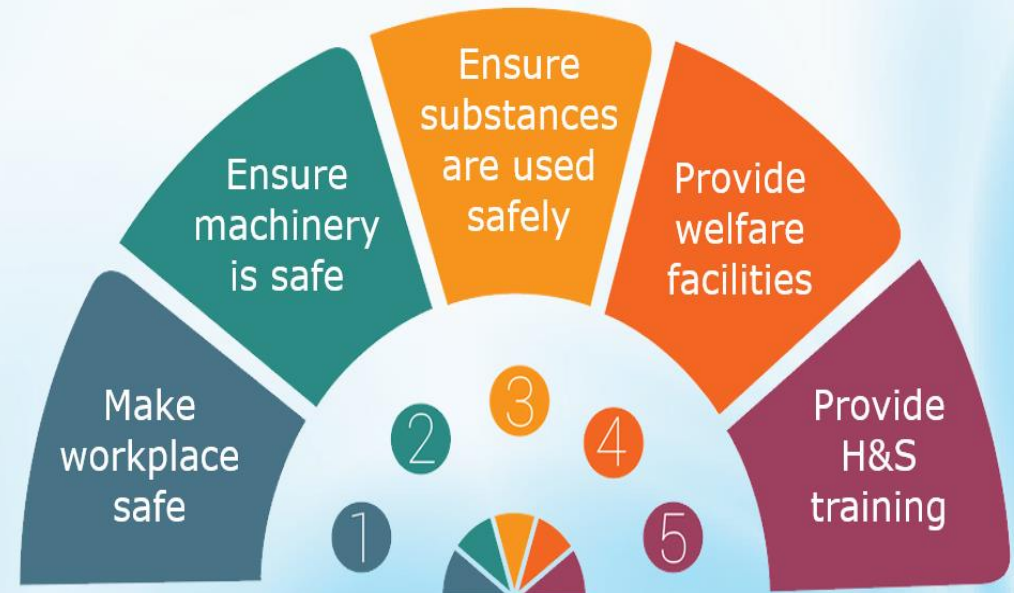 Make
workplace
safe
Ensure
machinery
is safe
Ensure
substances
are used
safely
Provide
welfare
facilities
Provide
H&S
training
1
2
3
4
5